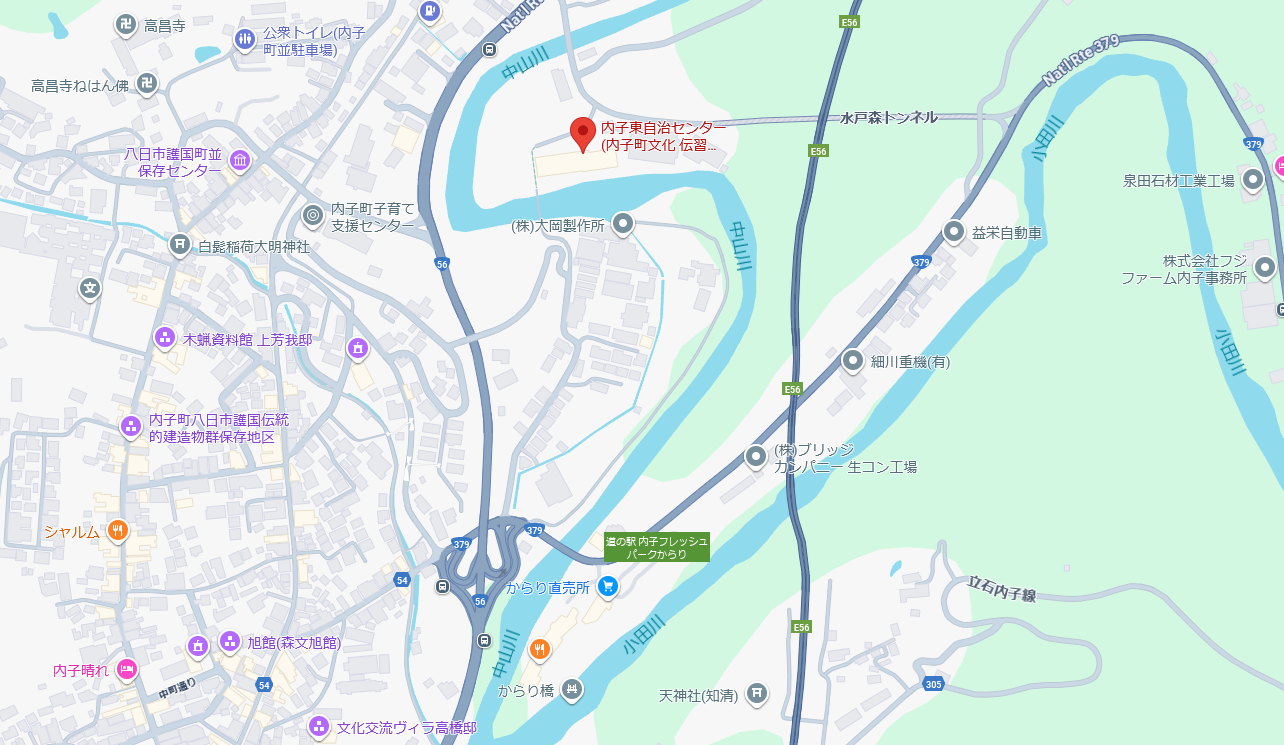 高昌寺
公衆トイレ(内子
町並駐車場)
Nat'l R
中山川
E56
Nat'l Rte 379
高昌寺ねはん佛
内子東自治センター
(内子町文化 伝習...
水戸森トンネル
小田川
379
E56
八日市護国町並
保存センター
泉田石材工業工場
内子町子育て
支援センター
(株)大岡製作所
中山川
益栄自動車
白髭稲荷大明神社
56
379
株式会社フジ
ファーム内子事務所
文
木蝋資料館 上芳我邸
小田川
細川重機(有)
E56
内子町八日市護国伝統
的建造物群保存地区
(株)ブリッジ
カンパニー 生コン工場
シャルム
379
379
道の駅 内子フレッシュ
パークからり
54
からり直売所
56
立石内子線
E56
小田川
中山川
旭館(森文旭館)
内子晴れ
中町通り
54
からり橋
天神社(知清)
305
文化交流ヴィラ高橋邸